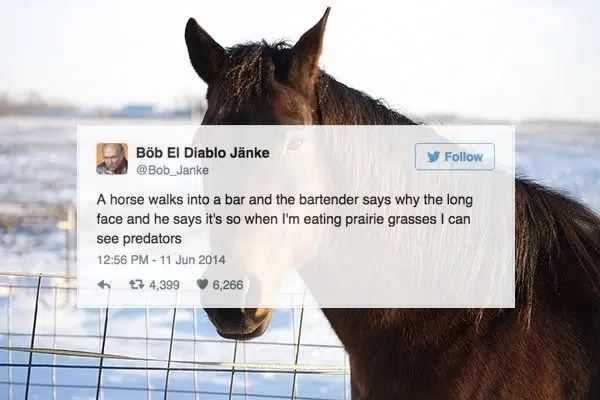 Böb El Diablo Jänke
@Bob_Janke
Follow
A horse walks into a bar and the bartender says why the long
face and he says it's so when I'm eating prairie grasses I can
see predators
12:56 PM - 11 Jun 2014
4,399 6,266